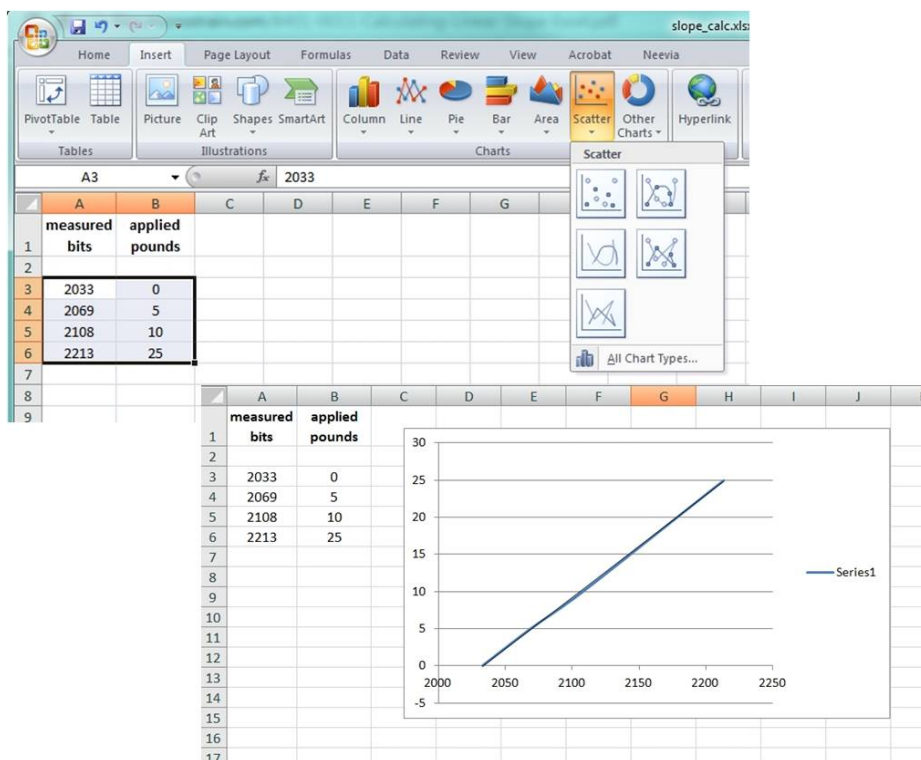 slope_calc.xls
Home Insert Page Layout Formulas Data Review View Acrobat Neevia
PivotTable Table Picture Clip Art Shapes SmartArt Column Line Pie Bar Area Scatter Other Charts Hyperlink
Tables Illustrations Charts
Scatter
A3 fx 2033
A B C D E F G
1 measured bits applied pounds
2
3 2033 0
4 2069 5
5 2108 10
6 2213 25
7
8
9
All Chart Types...
A B C D E F G H I J
1 measured bits applied pounds
2
3 2033 0
4 2069 5
5 2108 10
6 2213 25
7
8
9
10
11
12
13
14
15
16
17
30
25
20
15
10
5
0
-5
2000 2050 2100 2150 2200 2250
Series1